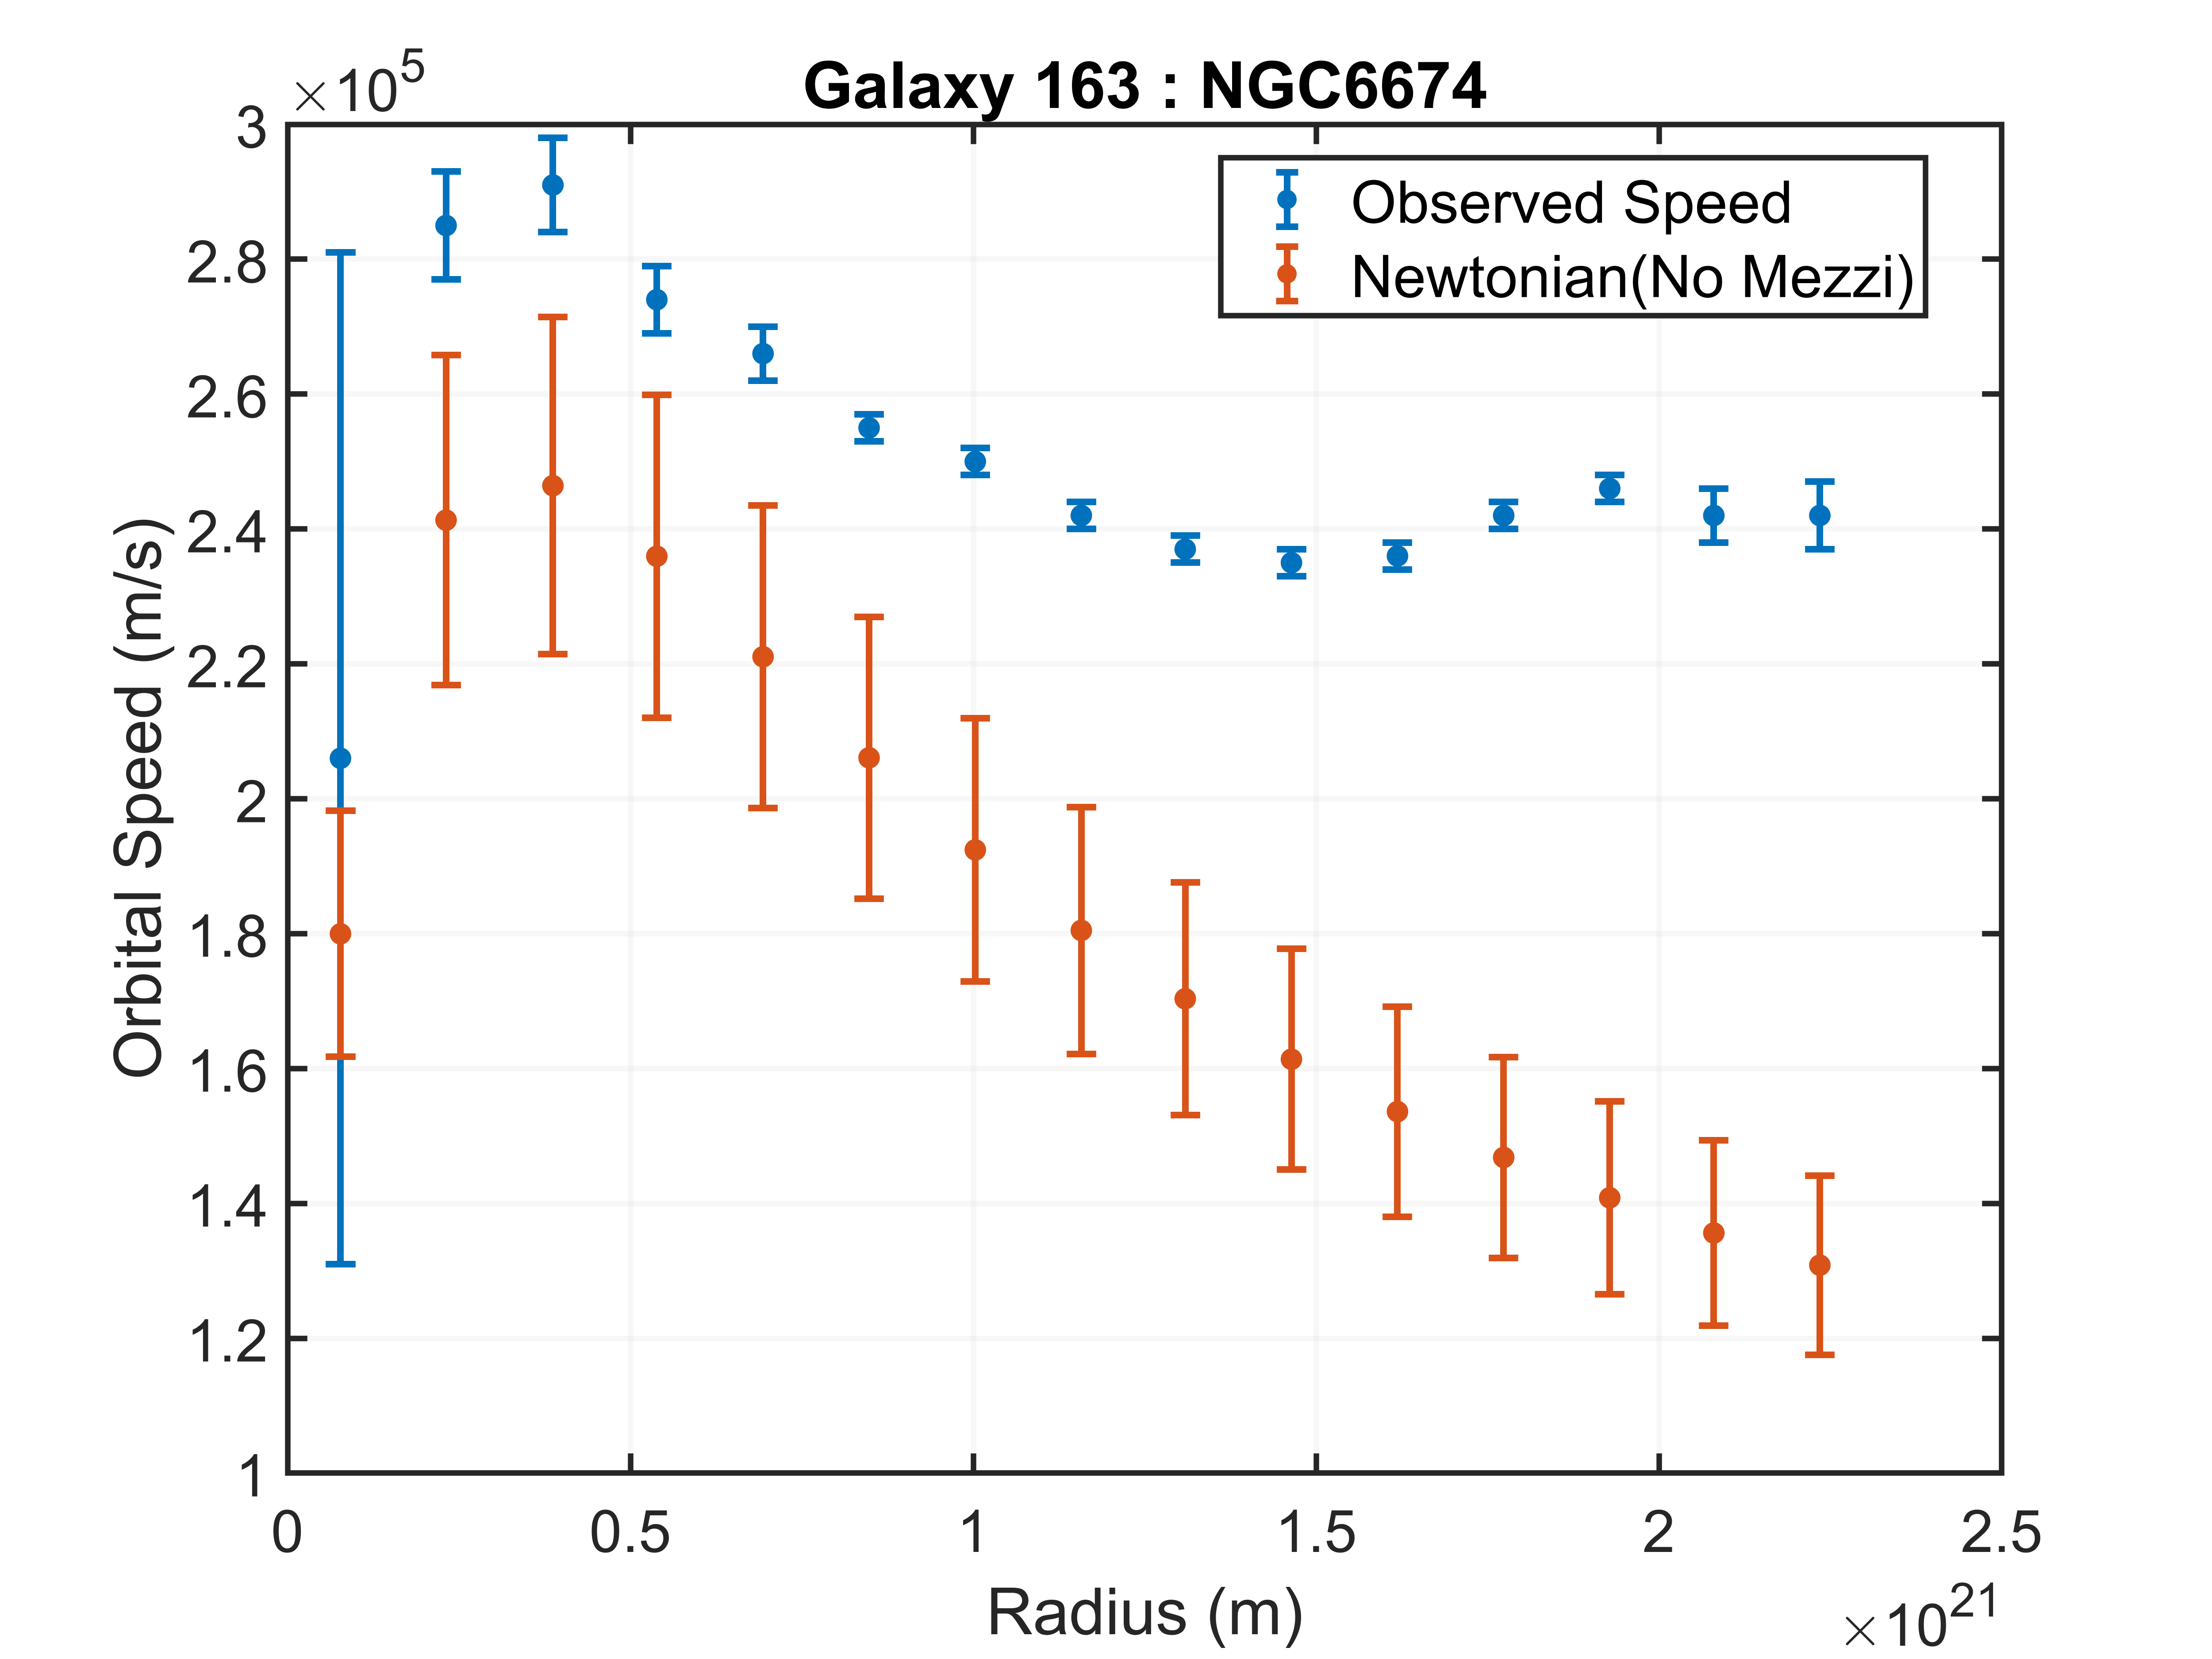 ×10^5
Galaxy 163 : NGC6674
3
2.8
2.6
2.4
2.2
2
1.8
1.6
1.4
1.2
1
Orbital Speed (m/s)
Observed Speed
Newtonian(No Mezzi)
0 0.5 1 1.5 2 2.5
Radius (m)
×10^21